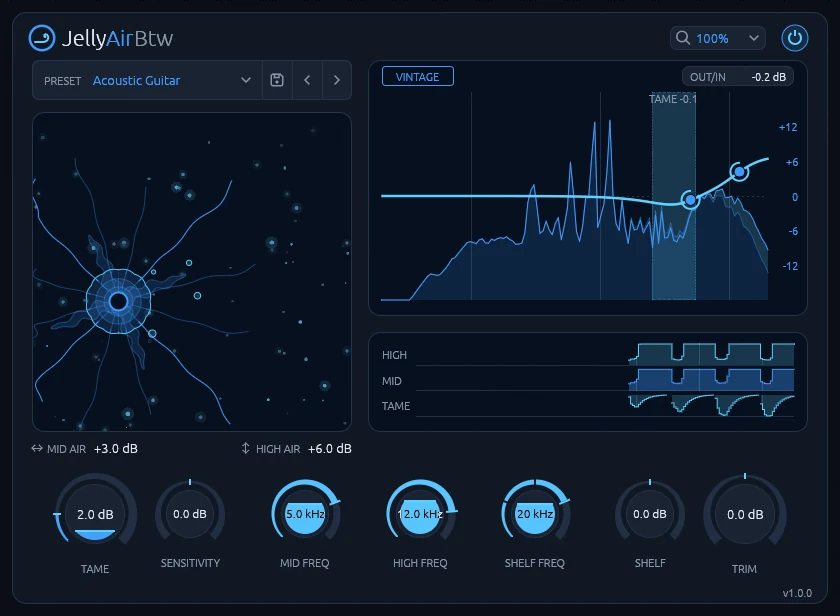 JellyAirBtw
100%
PRESET Acoustic Guitar
VINTAGE
OUT/IN -0.2 dB
TAME -0.1
+12
+6
0
-6
-12
HIGH
MID
TAME
MID AIR +3.0 dB
HIGH AIR +6.0 dB
2.0 dB
0.0 dB
5.0 kHz
12.0 kHz
20 kHz
0.0 dB
0.0 dB
TAME
SENSITIVITY
MID FREQ
HIGH FREQ
SHELF FREQ
SHELF
TRIM
v1.0.0